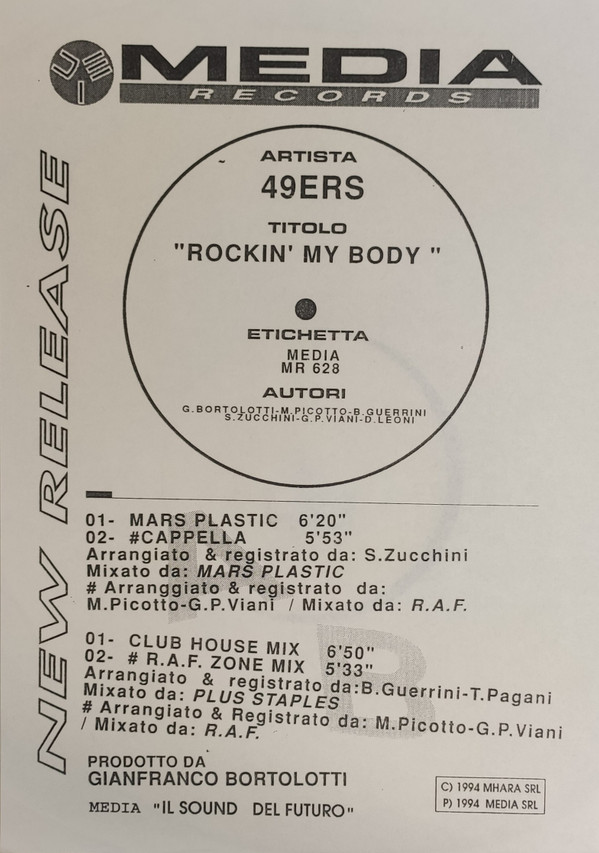 MEDIA
RECORDS
NEW RELEASE
ARTISTA
49ERS
TITOLO
"ROCKIN' MY BODY "
ETICHETTA
MEDIA
MR 628
AUTORI
G.BORTOLOTTI-M.PICOTTO-B.GUERRINI
S.ZUCCHINI-G.P.VIANI-D.LEONI
A
01- MARS PLASTIC 6'20"
02- #CAPPELLA 5'53"
Arrangiato & registrato da: S.Zucchini
Mixato da: MARS PLASTIC
# Arranggiato & registrato da:
M.Picotto-G.P.Viani / Mixato da: R.A.F.
B
01- CLUB HOUSE MIX 6'50"
02- # R.A.F. ZONE MIX 5'33"
Arrangiato & registrato da:B.Guerrini-T.Pagani
Mixato da: PLUS STAPLES
# Arrangiato & Registrato da: M.Picotto-G.P.Viani
/ Mixato da: R.A.F.
PRODOTTO DA
GIANFRANCO BORTOLOTTI
MEDIA "IL SOUND DEL FUTURO"
C) 1994 MHARA SRL
P) 1994 MEDIA SRL